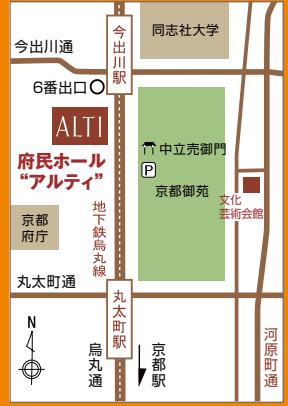 同志社大学
今出川駅
今出川通
6番出口
ALTI
府民ホール
“アルティ”
中立売御門
P
京都御苑
文化
芸術会館
京都
府庁
地下鉄烏丸線
丸太町通
丸太町駅
N
烏丸通
京都駅
河原町通